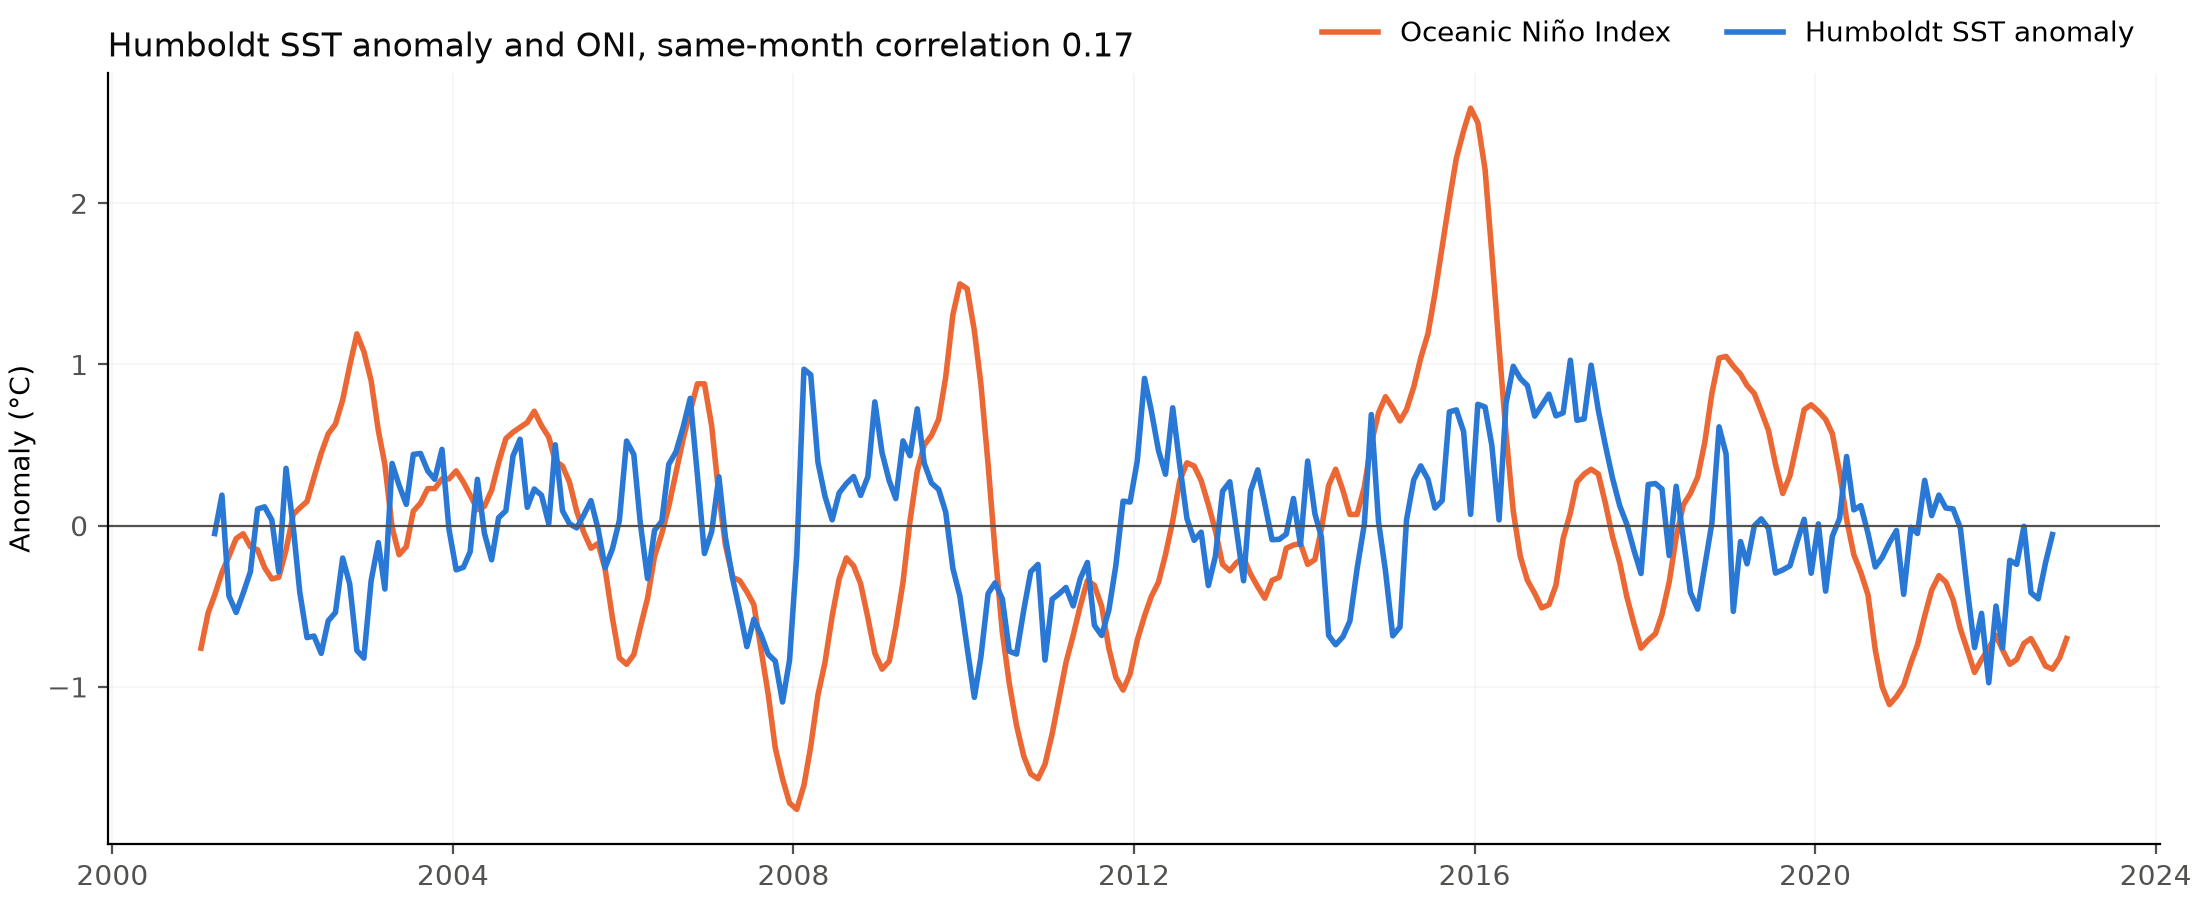 Humboldt SST anomaly and ONI, same-month correlation 0.17
Oceanic Niño Index
Humboldt SST anomaly
Anomaly (°C)
2
1
0
−1
2000
2004
2008
2012
2016
2020
2024